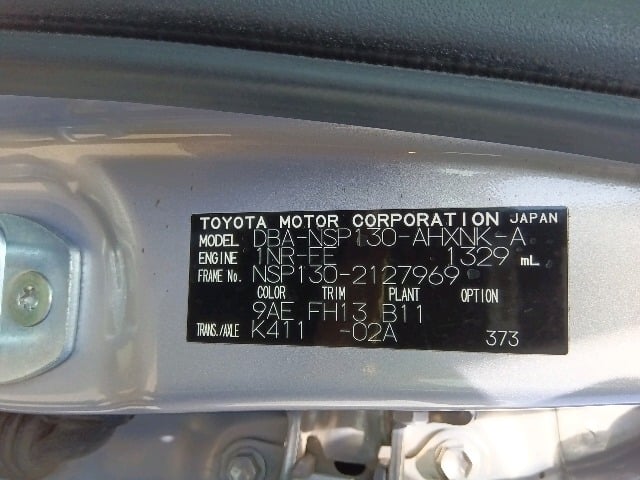 TOYOTA MOTOR CORPORATION JAPAN
MODEL DBA-NSP130-AHXNK-A
ENGINE 1NR-EE 1329 mL
FRAME No. NSP130-2127969
COLOR TRIM PLANT OPTION
9AE FH13 B11
TRANS./AXLE K411 -02A 373